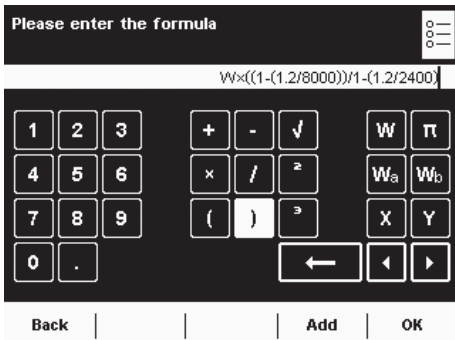 Please enter the formula
W×((1-(1.2/8000))/1-(1.2/2400)
1 2 3 + - √ W π
4 5 6 × / ² Wa Wb
7 8 9 ( ) ³ X Y
0 .
Back Add OK